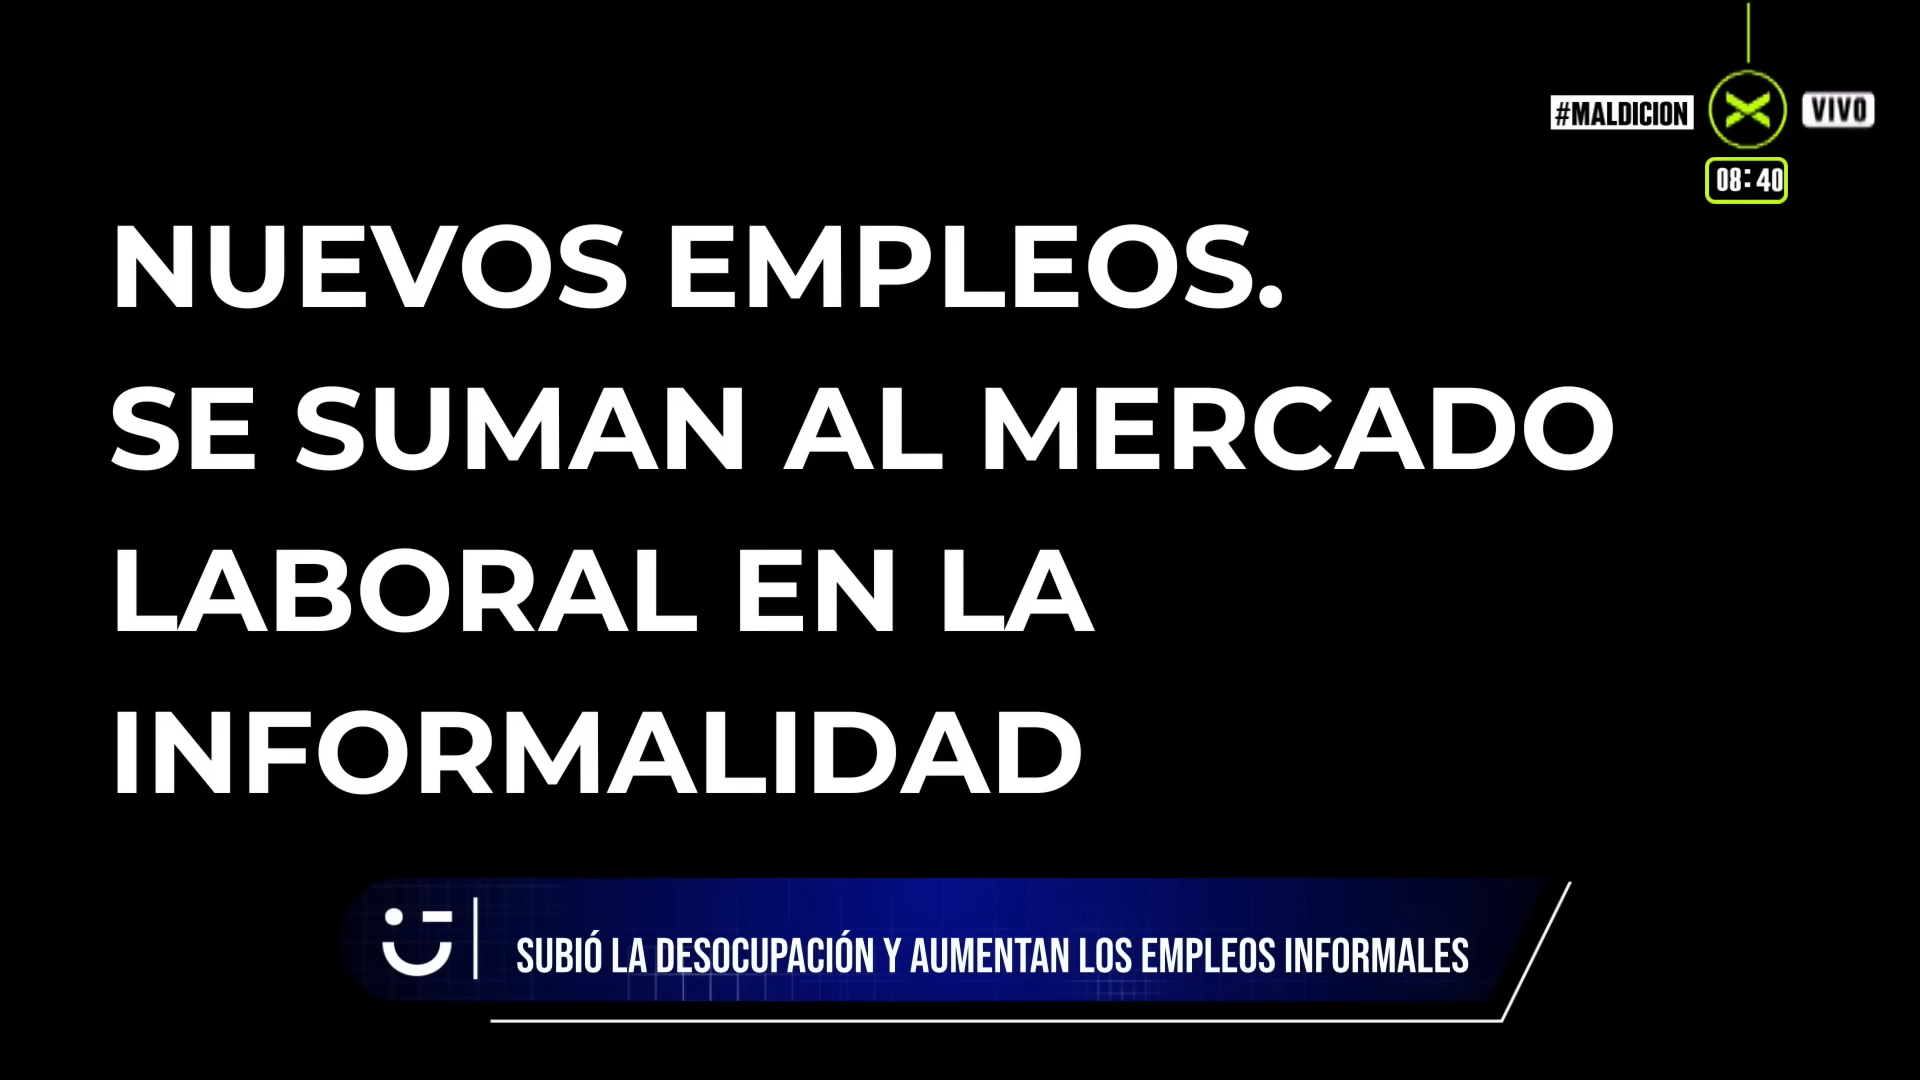 #MALDICION
VIVO
08:40
NUEVOS EMPLEOS.
SE SUMAN AL MERCADO
LABORAL EN LA
INFORMALIDAD
SUBIÓ LA DESOCUPACIÓN Y AUMENTAN LOS EMPLEOS INFORMALES